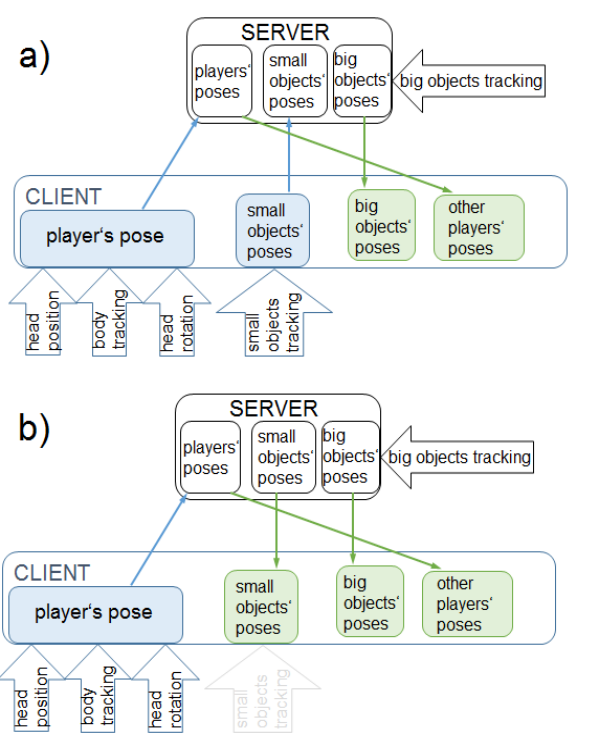 a)
SERVER
players‘
poses
small
objects‘
poses
big
objects‘
poses
big objects tracking
CLIENT
player‘s pose
small
objects‘
poses
big
objects‘
poses
other
players‘
poses
head
position
body
tracking
head
rotation
small
objects
tracking
b)
SERVER
players‘
poses
small
objects‘
poses
big
objects‘
poses
big objects tracking
CLIENT
player‘s pose
small
objects‘
poses
big
objects‘
poses
other
players‘
poses
head
position
body
tracking
head
rotation
small
objects
tracking